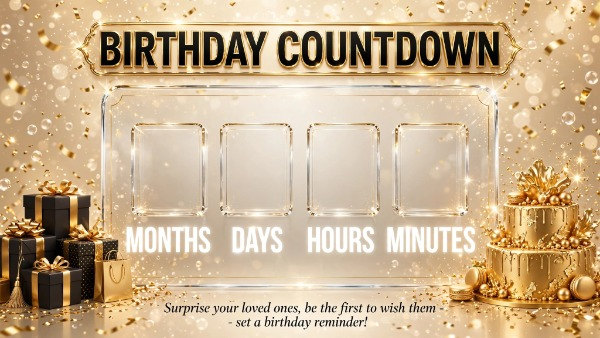 BIRTHDAY COUNTDOWN
MONTHS DAYS HOURS MINUTES
Surprise your loved ones, be the first to wish them -
- set a birthday reminder!